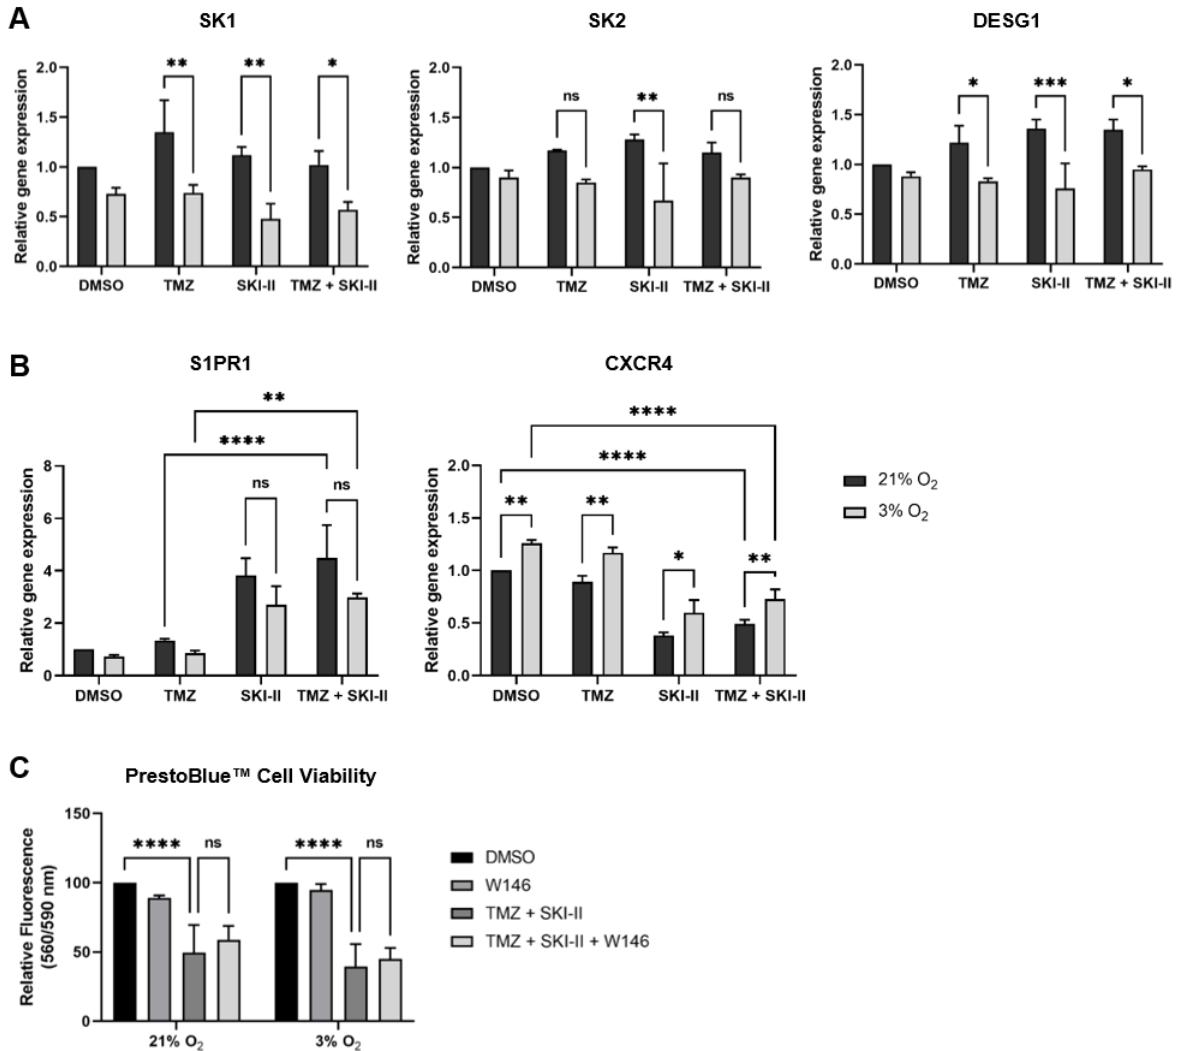 A
SK1
SK2
DESG1
Relative gene expression
2.0
1.5
1.0
0.5
0.0
** ** *
DMSO TMZ SKI-II TMZ + SKI-II
Relative gene expression
2.0
1.5
1.0
0.5
0.0
ns ** ns
DMSO TMZ SKI-II TMZ + SKI-II
Relative gene expression
2.0
1.5
1.0
0.5
0.0
* *** *
DMSO TMZ SKI-II TMZ + SKI-II
B
S1PR1
CXCR4
Relative gene expression
8
6
4
2
0
**
****
ns ns
DMSO TMZ SKI-II TMZ + SKI-II
Relative gene expression
2.0
1.5
1.0
0.5
0.0
****
****
** ** * **
DMSO TMZ SKI-II TMZ + SKI-II
21% O₂
3% O₂
C
PrestoBlue™ Cell Viability
Relative Fluorescence
(560/590 nm)
150
100
50
0
**** ns **** ns
21% O₂ 3% O₂
DMSO
W146
TMZ + SKI-II
TMZ + SKI-II + W146